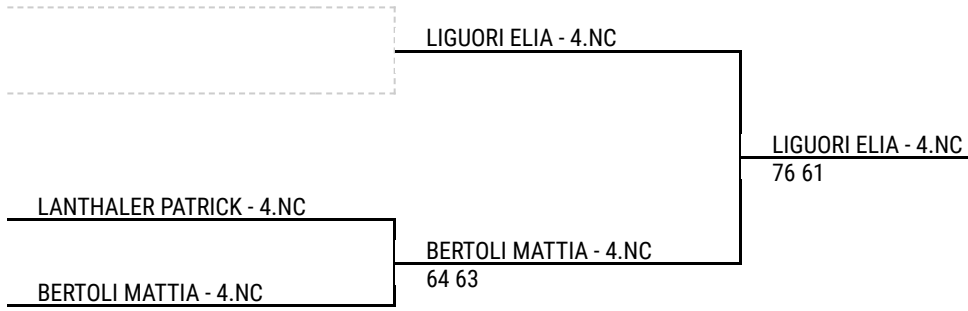 LIGUORI ELIA - 4.NC
LIGUORI ELIA - 4.NC
76 61
LANTHALER PATRICK - 4.NC
BERTOLI MATTIA - 4.NC
64 63
BERTOLI MATTIA - 4.NC